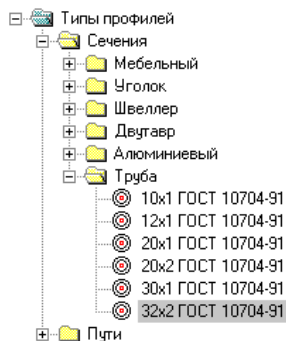 Типы профилей
Сечения
Мебельный
Уголок
Швеллер
Двутавр
Алюминиевый
Труба
10x1 ГОСТ 10704-91
12x1 ГОСТ 10704-91
20x1 ГОСТ 10704-91
20x2 ГОСТ 10704-91
30x1 ГОСТ 10704-91
32x2 ГОСТ 10704-91
Пути